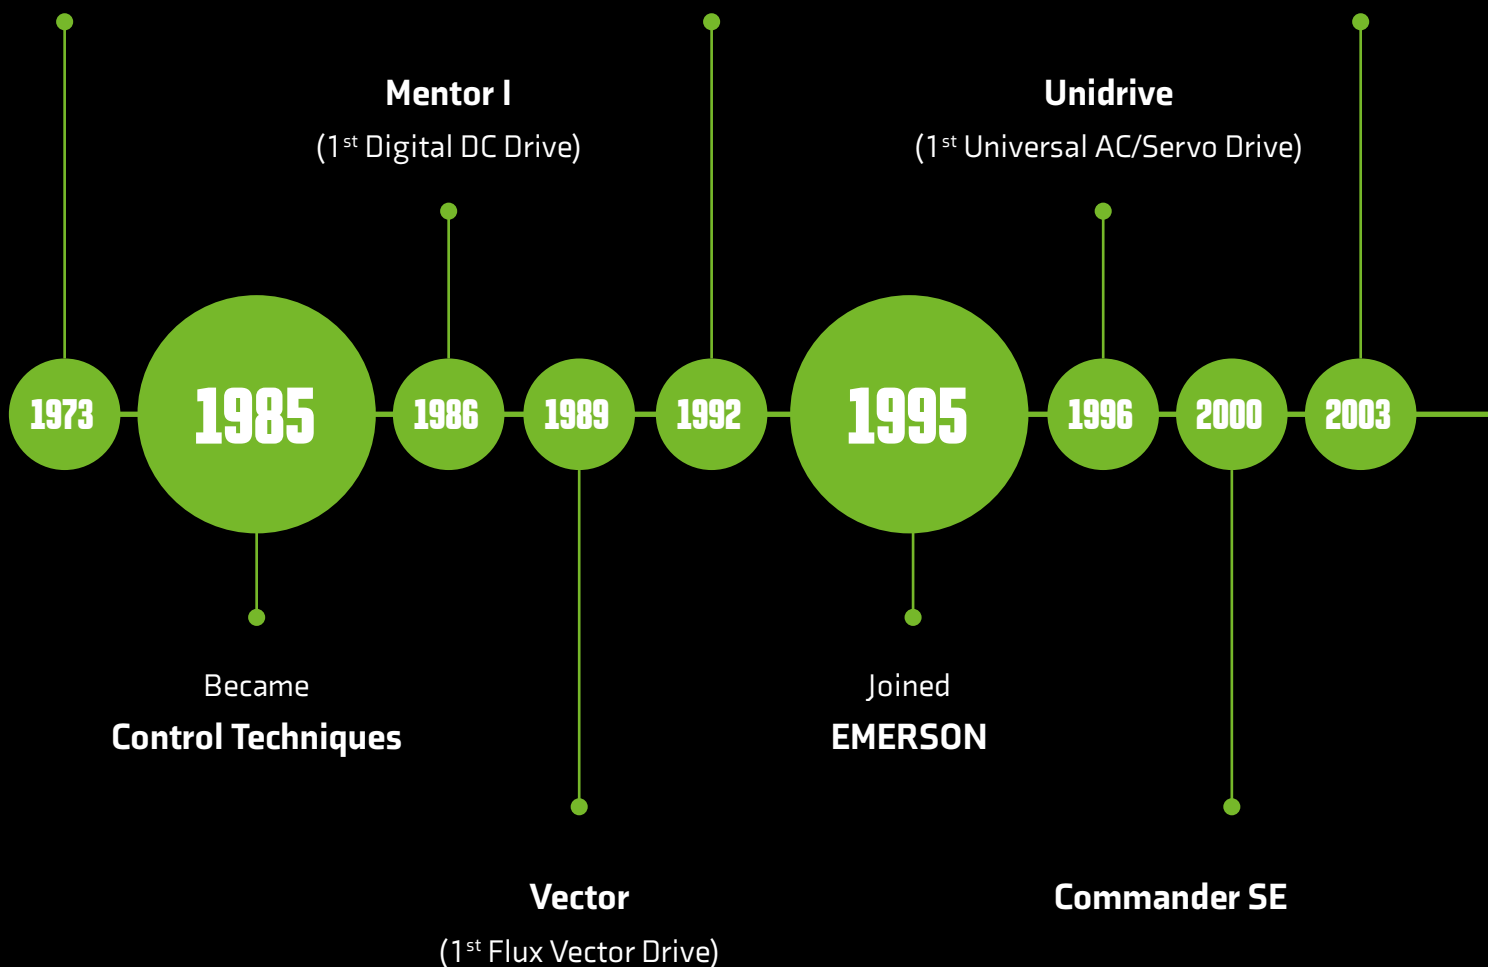 Mentor I
(1st Digital DC Drive)
Unidrive
(1st Universal AC/Servo Drive)
1973
1985
1986
1989
1992
1995
1996
2000
2003
Became
Control Techniques
Joined
EMERSON
Vector
(1st Flux Vector Drive)
Commander SE